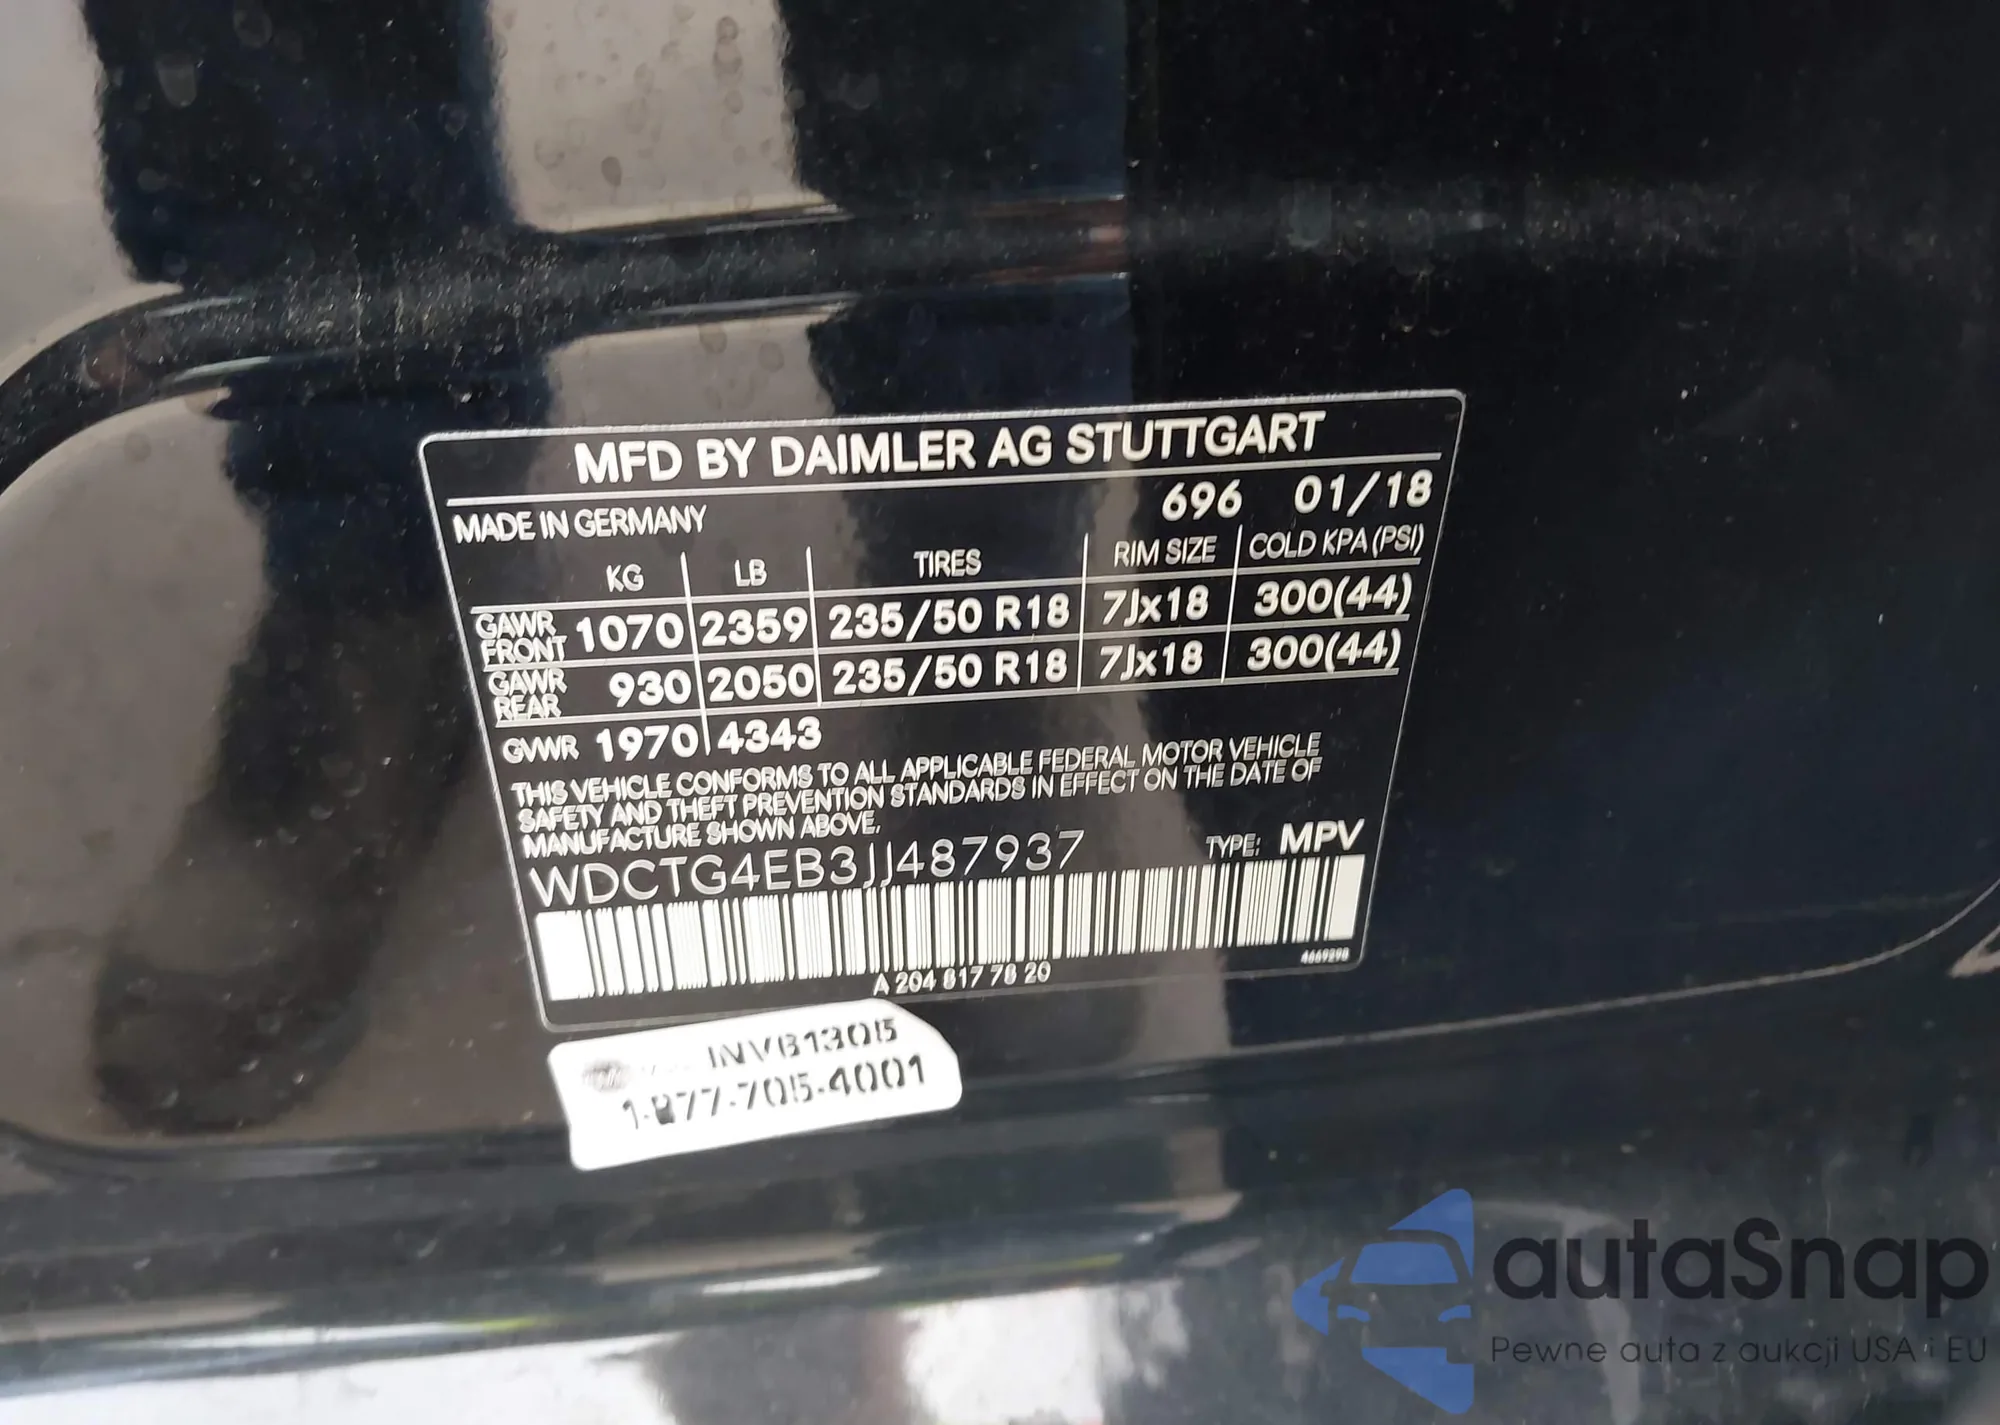 MFD BY DAIMLER AG STUTTGART
MADE IN GERMANY 696 01/18
KG LB TIRES RIM SIZE COLD KPA (PSI)
GAWR FRONT 1070 2359 235/50 R18 7Jx18 300(44)
GAWR REAR 930 2050 235/50 R18 7Jx18 300(44)
GVWR 1970 4343
THIS VEHICLE CONFORMS TO ALL APPLICABLE FEDERAL MOTOR VEHICLE
SAFETY AND THEFT PREVENTION STANDARDS IN EFFECT ON THE DATE OF
MANUFACTURE SHOWN ABOVE.
WDCTG4EB3JJ487937 TYPE: MPV
4669298
A 204 817 78 20
1-877-705-4001
autaSnap
Pewne auta z aukcji USA i EU